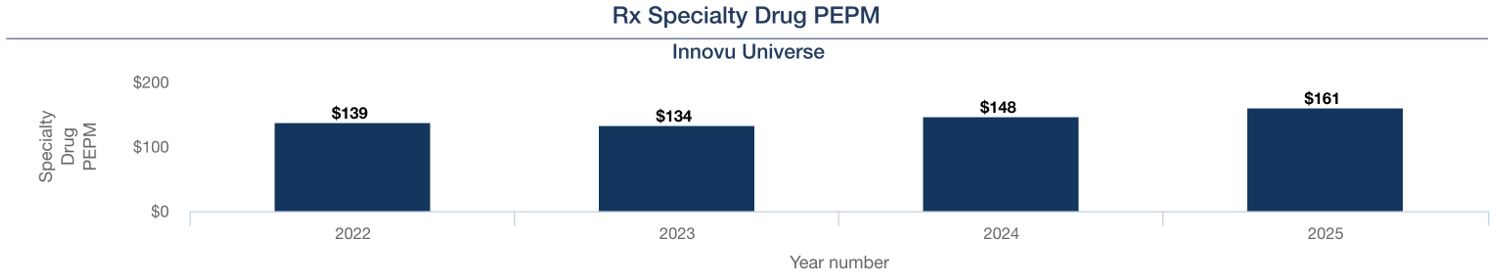 Rx Specialty Drug PEPM
Innovu Universe
Specialty
Drug
PEPM
$200
$100
$0
$139
$134
$148
$161
2022
2023
2024
2025
Year number